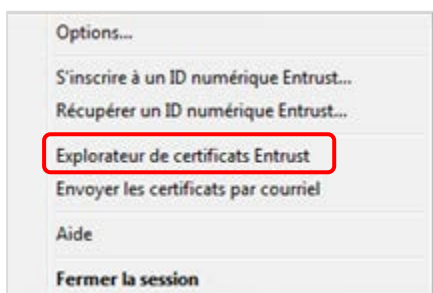 Options...
S'inscrire à un ID numérique Entrust...
Récupérer un ID numérique Entrust...
Explorateur de certificats Entrust
Envoyer les certificats par courriel
Aide
Fermer la session